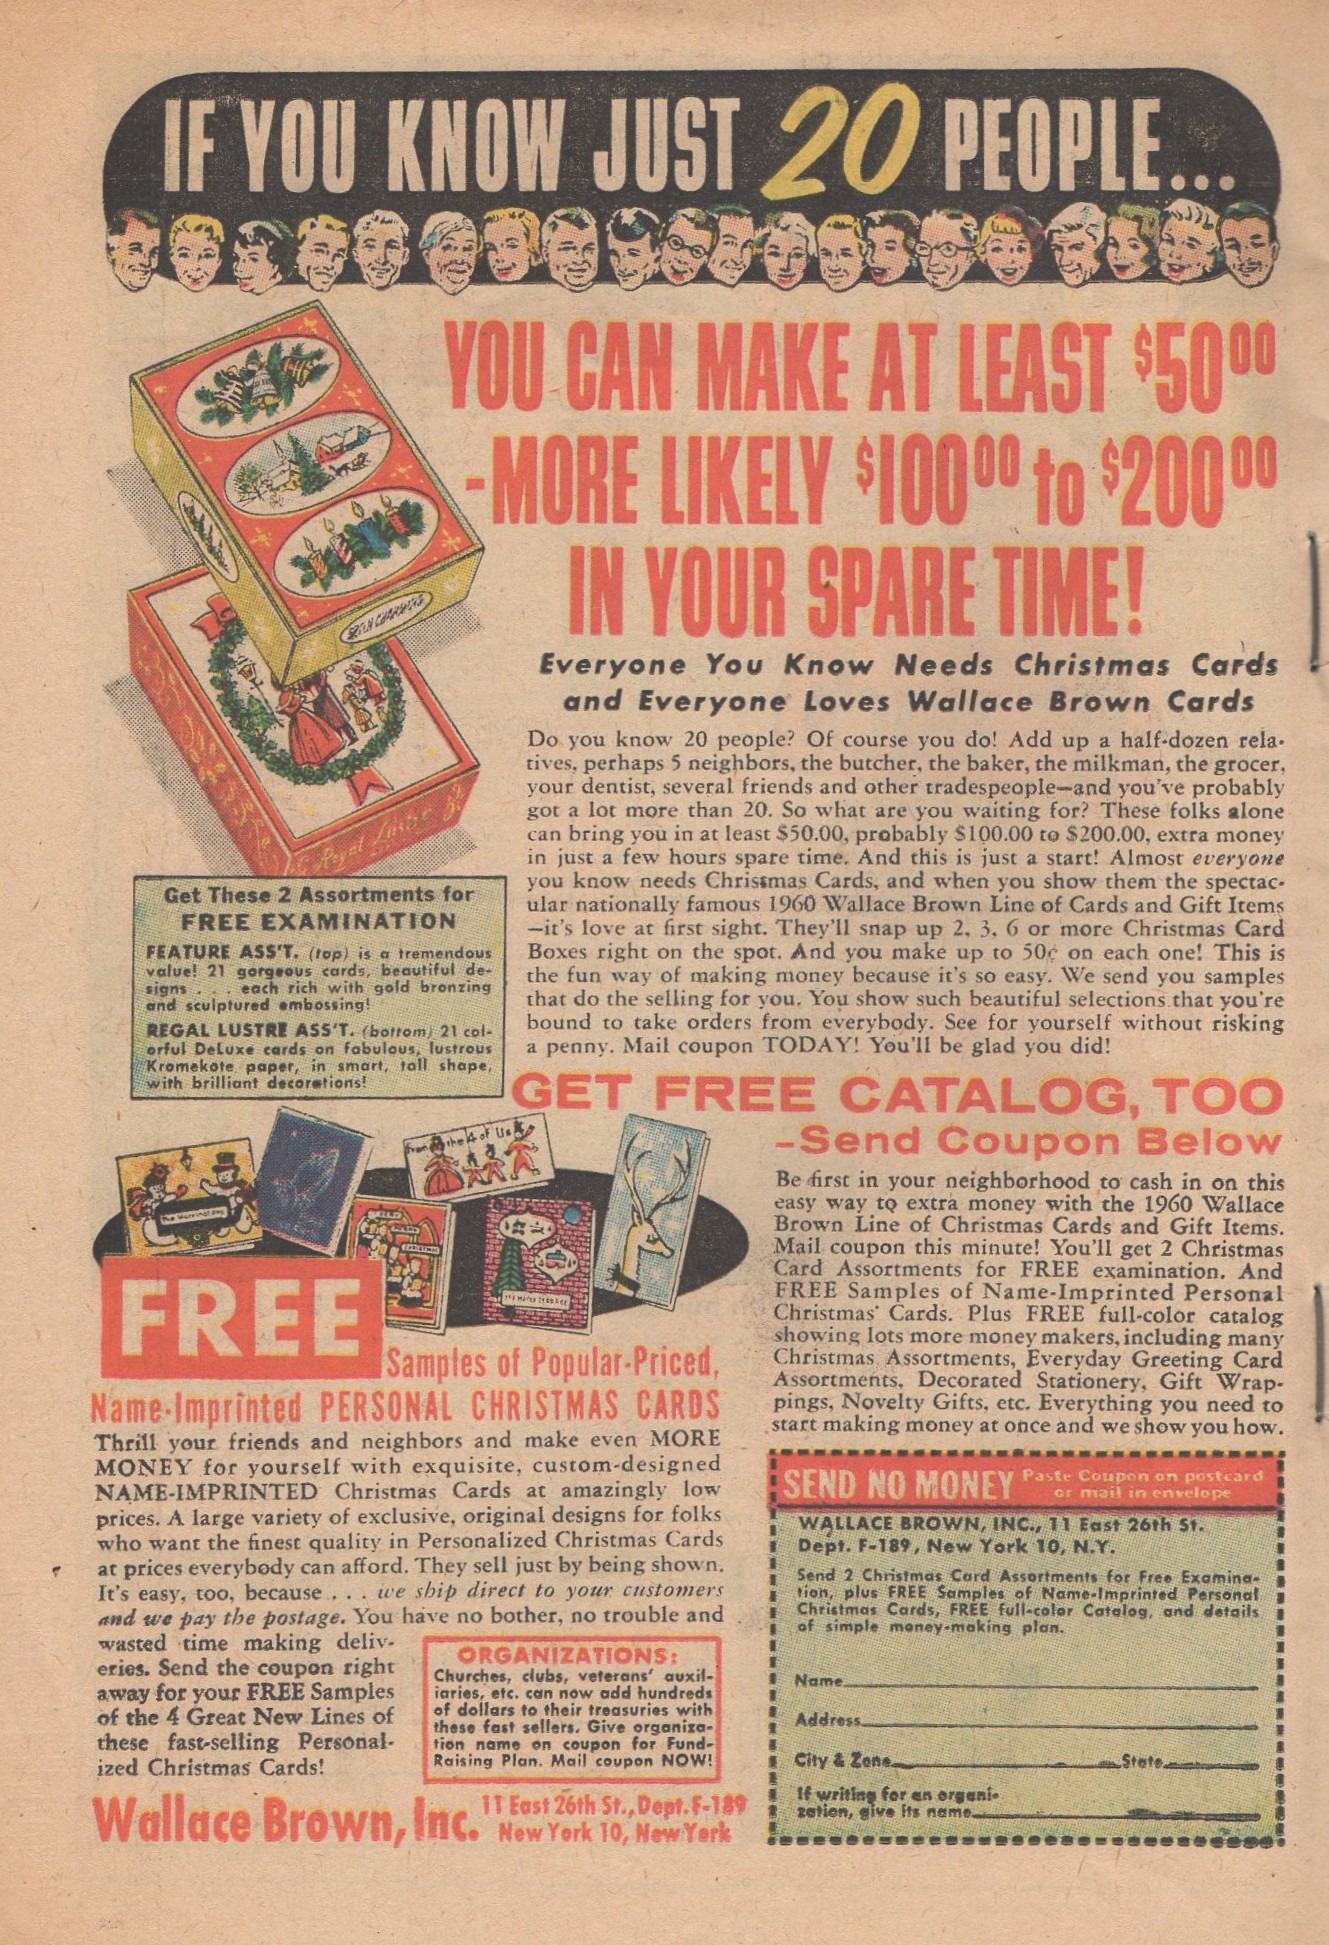 IF YOU KNOW JUST 20 PEOPLE...
YOU CAN MAKE AT LEAST $50.00
-MORE LIKELY $100.00 to $200.00
IN YOUR SPARE TIME!
Everyone You Know Needs Christmas Cards
and Everyone Loves Wallace Brown Cards
Do you know 20 people? Of course you do! Add up a half-dozen rela-
tives, perhaps 5 neighbors, the butcher, the baker, the milkman, the grocer,
your dentist, several friends and other tradespeople—and you've probably
got a lot more than 20. So what are you waiting for? These folks alone
can bring you in at least $50.00, probably $100.00 to $200.00, extra money
in just a few hours spare time. And this is just a start! Almost everyone
you know needs Christmas Cards, and when you show them the spectac-
ular nationally famous 1960 Wallace Brown Line of Cards and Gift Items
—it's love at first sight. They'll snap up 2, 3, 6 or more Christmas Card
Boxes right on the spot. And you make up to 50¢ on each one! This is
the fun way of making money because it's so easy. We send you samples
that do the selling for you. You show such beautiful selections that you're
bound to take orders from everybody. See for yourself without risking
a penny. Mail coupon TODAY! You'll be glad you did!
Regal Lustre
Get These 2 Assortments for
FREE EXAMINATION
FEATURE ASS'T. (top) is a tremendous
value! 21 gorgeous cards, beautiful de-
signs . . . each rich with gold bronzing
and sculptured embossing!
REGAL LUSTRE ASS'T. (bottom) 21 col-
orful DeLuxe cards on fabulous, lustrous
Kromekote paper, in smart, tall shape,
with brilliant decorations!
GET FREE CATALOG, TOO
-Send Coupon Below
Be first in your neighborhood to cash in on this
easy way to extra money with the 1960 Wallace
Brown Line of Christmas Cards and Gift Items.
Mail coupon this minute! You'll get 2 Christmas
Card Assortments for FREE examination. And
FREE Samples of Name-Imprinted Personal
Christmas Cards. Plus FREE full-color catalog
showing lots more money makers, including many
Christmas Assortments, Everyday Greeting Card
Assortments, Decorated Stationery, Gift Wrap-
pings, Novelty Gifts, etc. Everything you need to
start making money at once and we show you how.
From the 4 of Us
FREE
Samples of Popular-Priced,
Name-Imprinted PERSONAL CHRISTMAS CARDS
Thrill your friends and neighbors and make even MORE
MONEY for yourself with exquisite, custom-designed
NAME-IMPRINTED Christmas Cards at amazingly low
prices. A large variety of exclusive, original designs for folks
who want the finest quality in Personalized Christmas Cards
at prices everybody can afford. They sell just by being shown.
It's easy, too, because . . . we ship direct to your customers
and we pay the postage. You have no bother, no trouble and
wasted time making deliv-
eries. Send the coupon right
away for your FREE Samples
of the 4 Great New Lines of
these fast-selling Personal-
ized Christmas Cards!
ORGANIZATIONS:
Churches, clubs, veterans' auxil-
iaries, etc. can now add hundreds
of dollars to their treasuries with
these fast sellers. Give organiza-
tion name on coupon for Fund-
Raising Plan. Mail coupon NOW!
Wallace Brown, Inc. 11 East 26th St., Dept. F-189
New York 10, New York
SEND NO MONEY Paste Coupon on postcard
or mail in envelope
WALLACE BROWN, INC., 11 East 26th St.
Dept. F-189, New York 10, N.Y.
Send 2 Christmas Card Assortments for Free Examina-
tion, plus FREE Samples of Name-Imprinted Personal
Christmas Cards, FREE full-color Catalog, and details
of simple money-making plan.
Name
Address
City & Zone State
If writing for an organi-
zation, give its name